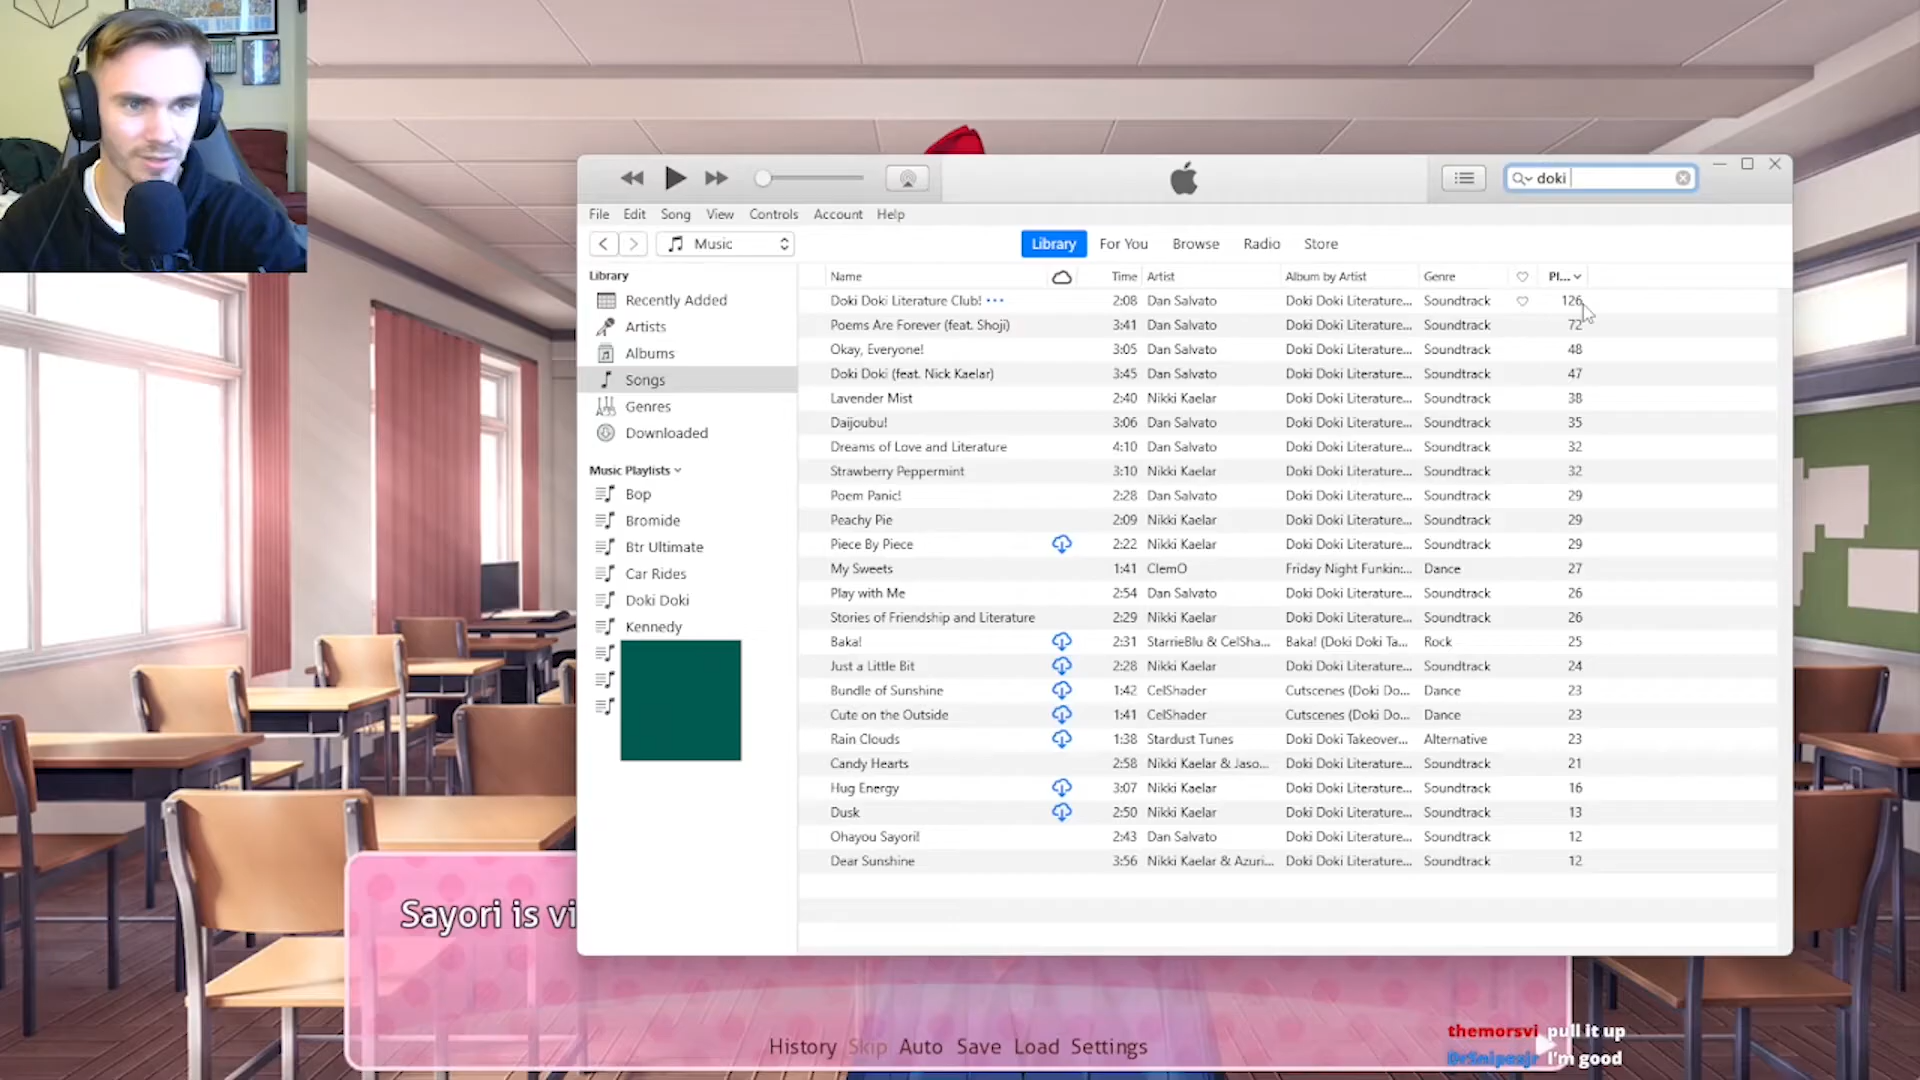 doki
File Edit Song View Controls Account Help
Music
Library For You Browse Radio Store
Library
Recently Added
Artists
Albums
Songs
Genres
Downloaded
Music Playlists
Bop
Bromide
Btr Ultimate
Car Rides
Doki Doki
Kennedy
Name Time Artist Album by Artist Genre Pl...
Doki Doki Literature Club! ••• 2:08 Dan Salvato Doki Doki Literature... Soundtrack 126
Poems Are Forever (feat. Shoji) 3:41 Dan Salvato Doki Doki Literature... Soundtrack 72
Okay, Everyone! 3:05 Dan Salvato Doki Doki Literature... Soundtrack 48
Doki Doki (feat. Nick Kaelar) 3:45 Dan Salvato Doki Doki Literature... Soundtrack 47
Lavender Mist 2:40 Nikki Kaelar Doki Doki Literature... Soundtrack 38
Daijoubu! 3:06 Dan Salvato Doki Doki Literature... Soundtrack 35
Dreams of Love and Literature 4:10 Dan Salvato Doki Doki Literature... Soundtrack 32
Strawberry Peppermint 3:10 Nikki Kaelar Doki Doki Literature... Soundtrack 32
Poem Panic! 2:28 Dan Salvato Doki Doki Literature... Soundtrack 29
Peachy Pie 2:09 Nikki Kaelar Doki Doki Literature... Soundtrack 29
Piece By Piece 2:22 Nikki Kaelar Doki Doki Literature... Soundtrack 29
My Sweets 1:41 ClemO Friday Night Funkin:... Dance 27
Play with Me 2:54 Dan Salvato Doki Doki Literature... Soundtrack 26
Stories of Friendship and Literature 2:29 Nikki Kaelar Doki Doki Literature... Soundtrack 26
Baka! 2:31 StarrieBlu & CelSha... Baka! (Doki Doki Ta... Rock 25
Just a Little Bit 2:28 Nikki Kaelar Doki Doki Literature... Soundtrack 24
Bundle of Sunshine 1:42 CelShader Cutscenes (Doki Do... Dance 23
Cute on the Outside 1:41 CelShader Cutscenes (Doki Do... Dance 23
Rain Clouds 1:38 Stardust Tunes Doki Doki Takeover... Alternative 23
Candy Hearts 2:58 Nikki Kaelar & Jaso... Doki Doki Literature... Soundtrack 21
Hug Energy 3:07 Nikki Kaelar Doki Doki Literature... Soundtrack 16
Dusk 2:50 Nikki Kaelar Doki Doki Literature... Soundtrack 13
Ohayou Sayori! 2:43 Dan Salvato Doki Doki Literature... Soundtrack 12
Dear Sunshine 3:56 Nikki Kaelar & Azuri... Doki Doki Literature... Soundtrack 12
Sayori is vi
History Skip Auto Save Load Settings
themorsvi pull it up
DrSnipesjr I'm good